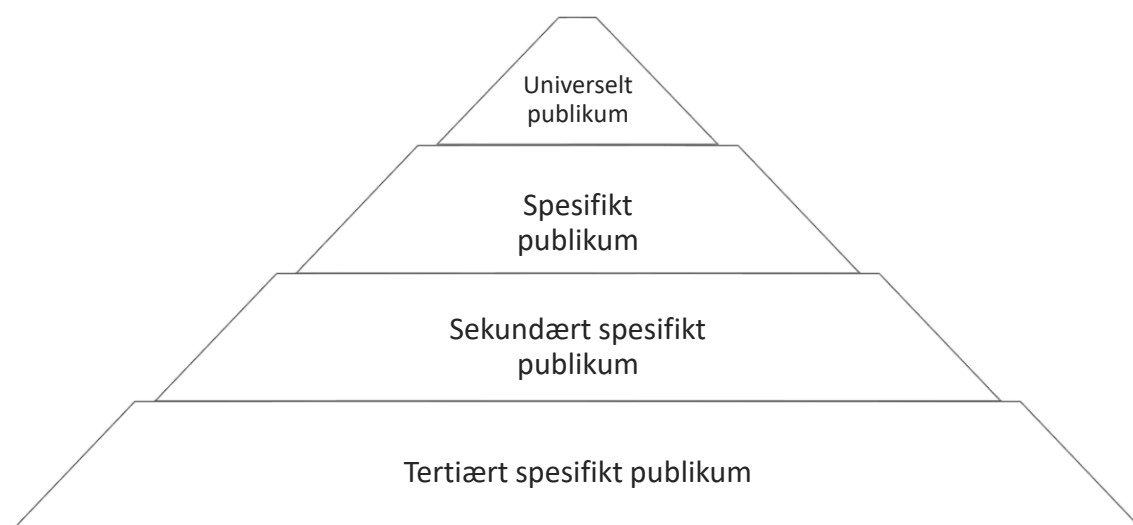 Universelt
publikum
Spesifikt
publikum
Sekundært spesifikt
publikum
Tertiært spesifikt publikum